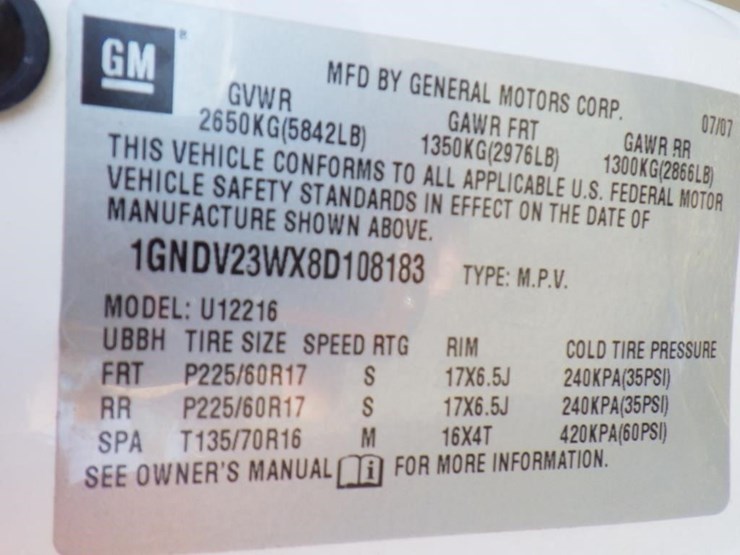 GM®
MFD BY GENERAL MOTORS CORP. 07/07
GVWR GAWR FRT GAWR RR
2650KG(5842LB) 1350KG(2976LB) 1300KG(2866LB)
THIS VEHICLE CONFORMS TO ALL APPLICABLE U.S. FEDERAL MOTOR
VEHICLE SAFETY STANDARDS IN EFFECT ON THE DATE OF
MANUFACTURE SHOWN ABOVE.
1GNDV23WX8D108183 TYPE: M.P.V.
MODEL: U12216
UBBH TIRE SIZE SPEED RTG RIM COLD TIRE PRESSURE
FRT P225/60R17 S 17X6.5J 240KPA(35PSI)
RR P225/60R17 S 17X6.5J 240KPA(35PSI)
SPA T135/70R16 M 16X4T 420KPA(60PSI)
SEE OWNER'S MANUAL i FOR MORE INFORMATION.